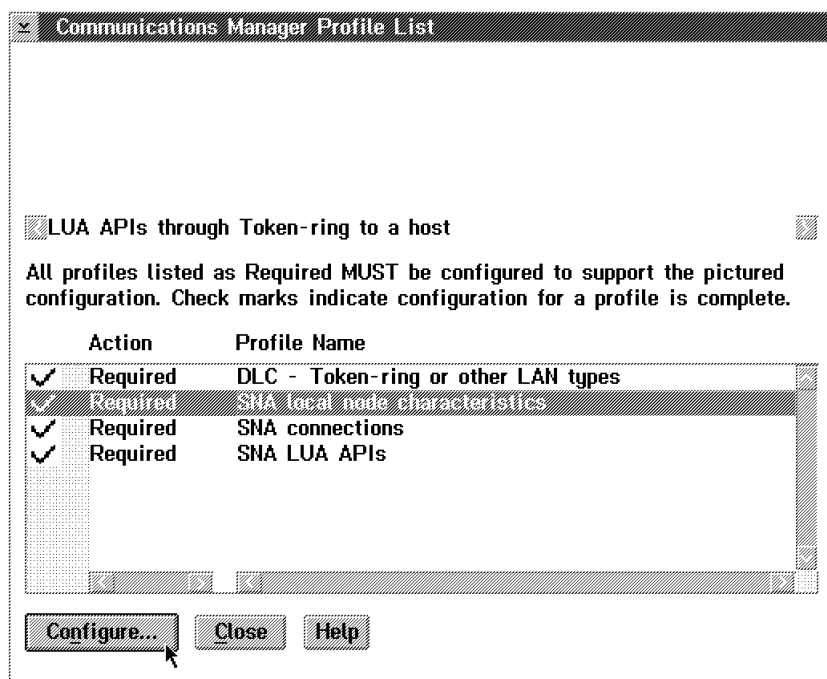 Communications Manager Profile List
LUA APIs through Token-ring to a host
All profiles listed as Required MUST be configured to support the pictured
configuration. Check marks indicate configuration for a profile is complete.
Action Profile Name
Required DLC - Token-ring or other LAN types
Required SNA local node characteristics
Required SNA connections
Required SNA LUA APIs
Configure... Close Help